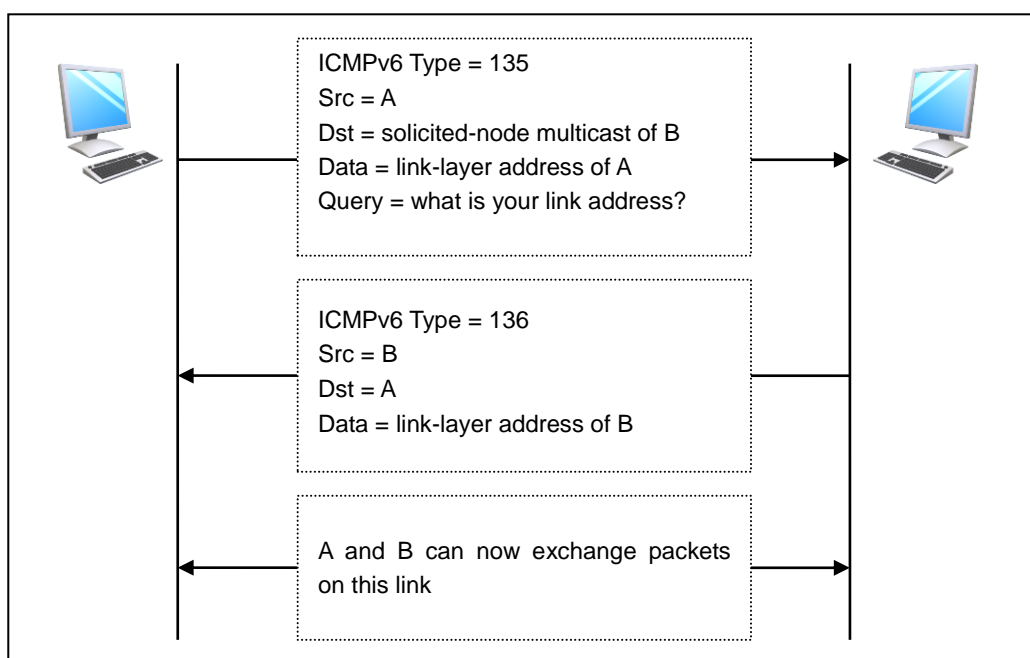 ICMPv6 Type = 135
Src = A
Dst = solicited-node multicast of B
Data = link-layer address of A
Query = what is your link address?
ICMPv6 Type = 136
Src = B
Dst = A
Data = link-layer address of B
A and B can now exchange packets
on this link